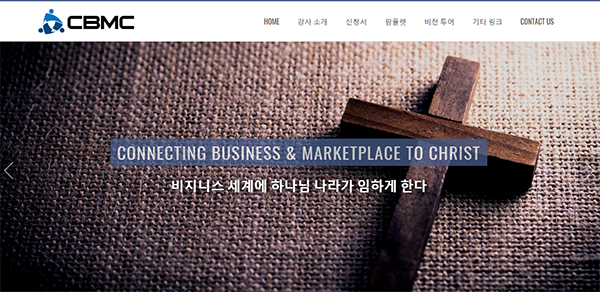 CBMC
HOME 강사 소개 신청서 팜플렛 비전 투어 기타 링크 CONTACT US
CONNECTING BUSINESS & MARKETPLACE TO CHRIST
비지니스 세계에 하나님 나라가 임하게 한다